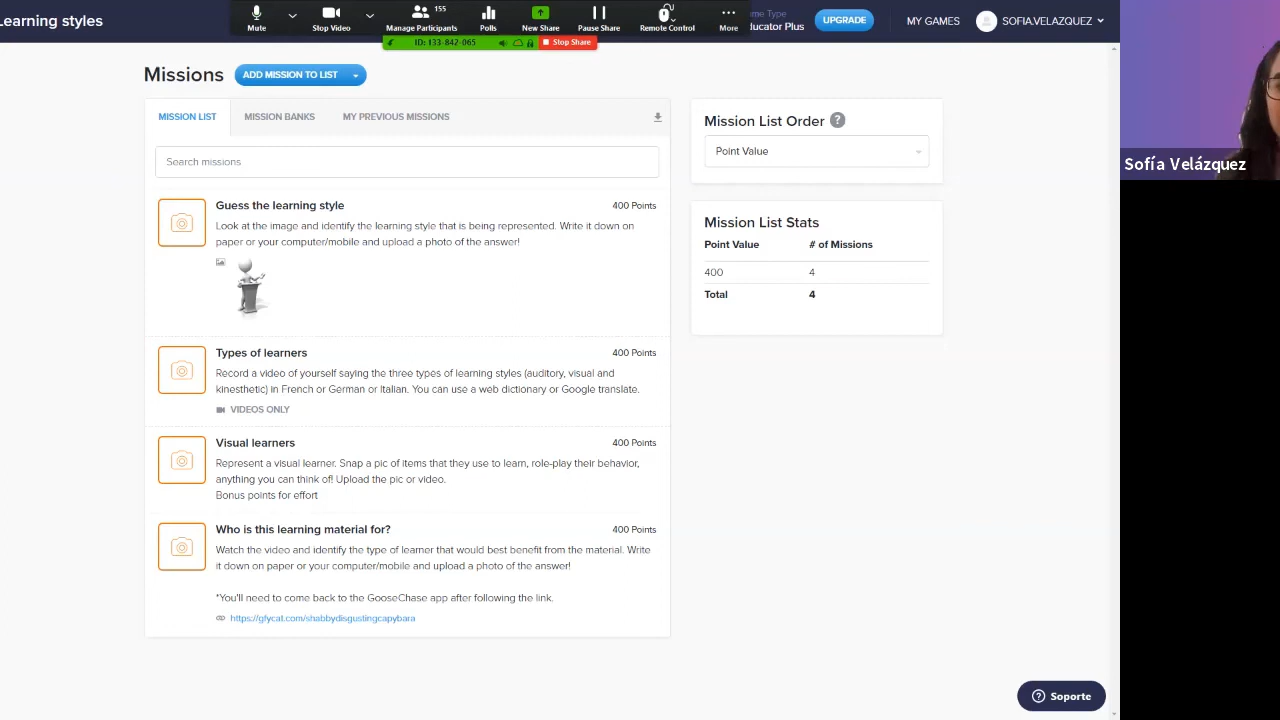 Learning styles
Mute
Stop Video
155
Manage Participants
Polls
New Share
Pause Share
Remote Control
More
ID: 133-842-065
Stop Share
ducator Plus
UPGRADE
MY GAMES
SOFIA.VELAZQUEZ
Missions
ADD MISSION TO LIST
MISSION LIST
MISSION BANKS
MY PREVIOUS MISSIONS
Search missions
Guess the learning style
400 Points
Look at the image and identify the learning style that is being represented. Write it down on
paper or your computer/mobile and upload a photo of the answer!
Types of learners
400 Points
Record a video of yourself saying the three types of learning styles (auditory, visual and
kinesthetic) in French or German or Italian. You can use a web dictionary or Google translate.
VIDEOS ONLY
Visual learners
400 Points
Represent a visual learner. Snap a pic of items that they use to learn, role-play their behavior,
anything you can think of! Upload the pic or video.
Bonus points for effort
Who is this learning material for?
400 Points
Watch the video and identify the type of learner that would best benefit from the material. Write
it down on paper or your computer/mobile and upload a photo of the answer!
*You'll need to come back to the GooseChase app after following the link.
https://gfycat.com/shabbydisgustingcapybara
Mission List Order ?
Point Value
Mission List Stats
Point Value # of Missions
400 4
Total 4
Sofía Velázquez
? Soporte